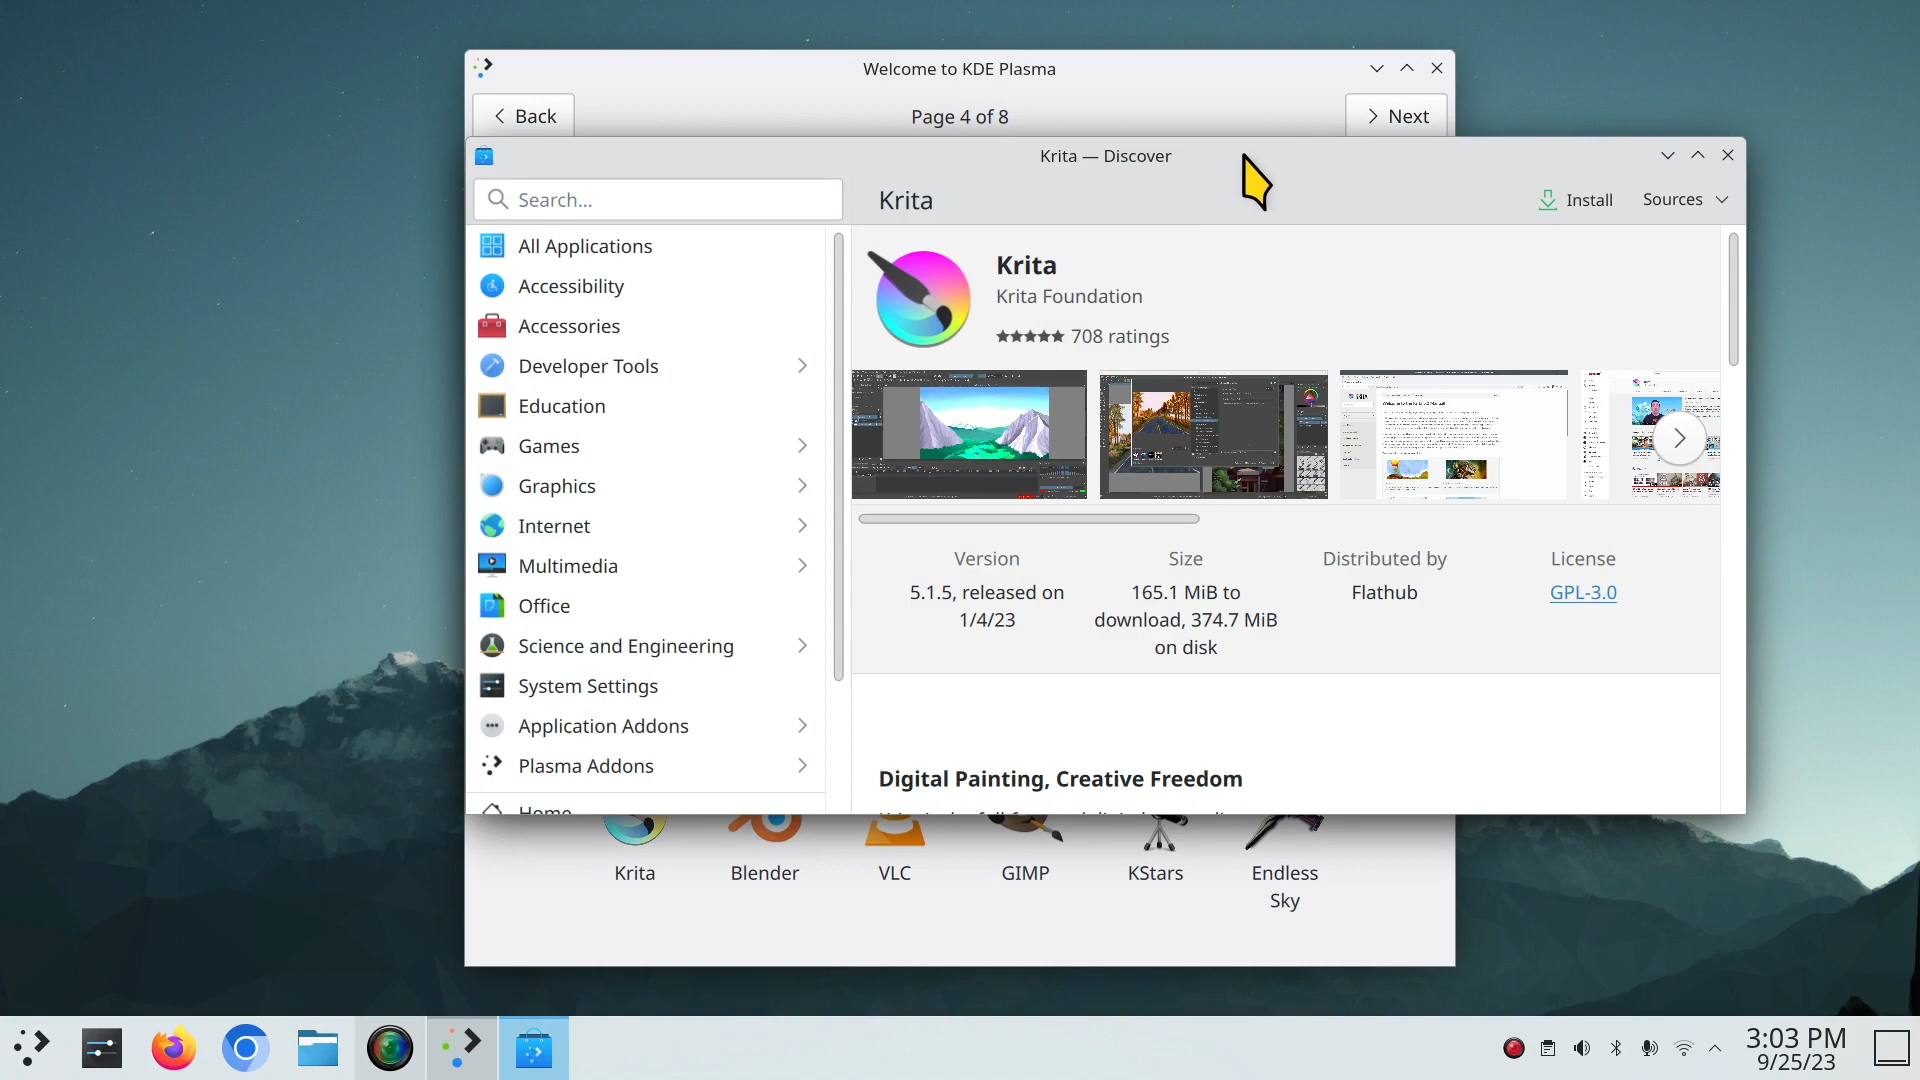 Welcome to KDE Plasma
Back
Page 4 of 8
Next
Krita — Discover
Search...
Krita
Install
Sources
All Applications
Accessibility
Accessories
Developer Tools
Education
Games
Graphics
Internet
Multimedia
Office
Science and Engineering
System Settings
Application Addons
Plasma Addons
Home
Krita
Krita Foundation
★★★★★ 708 ratings
Version
5.1.5, released on
1/4/23
Size
165.1 MiB to
download, 374.7 MiB
on disk
Distributed by
Flathub
License
GPL-3.0
Digital Painting, Creative Freedom
Krita
Blender
VLC
GIMP
KStars
Endless
Sky
3:03 PM
9/25/23